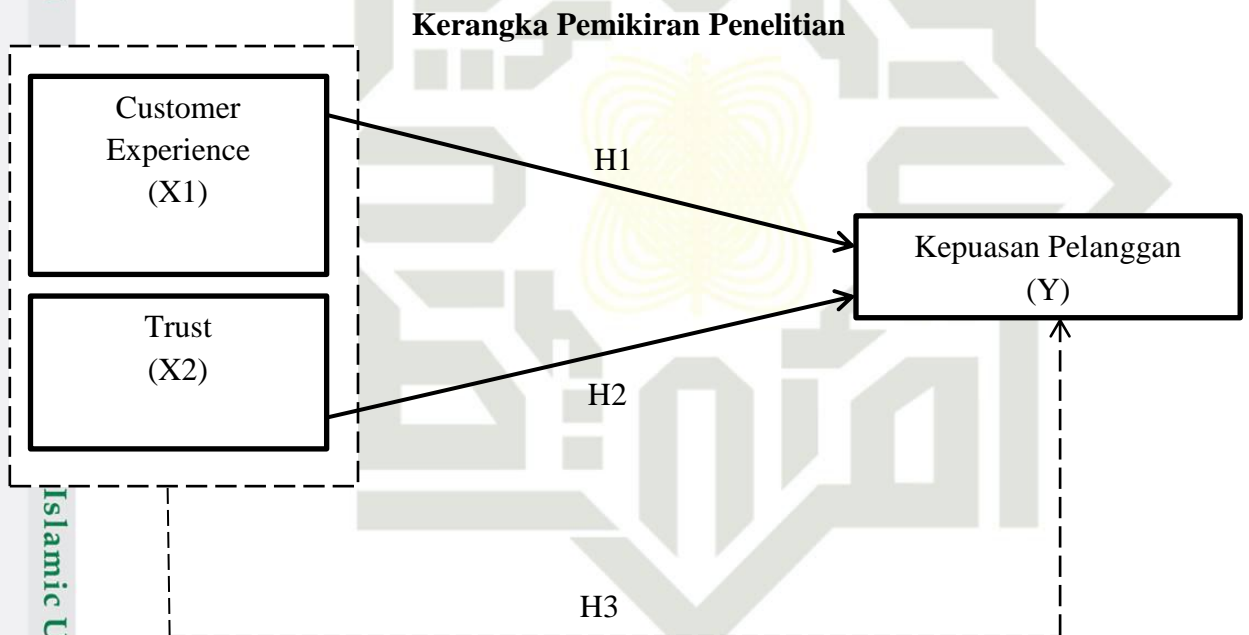 Kerangka Pemikiran Penelitian
Customer
Experience
(X1)
H1
Kepuasan Pelanggan
(Y)
Trust
(X2)
H2
H3
Islamic U